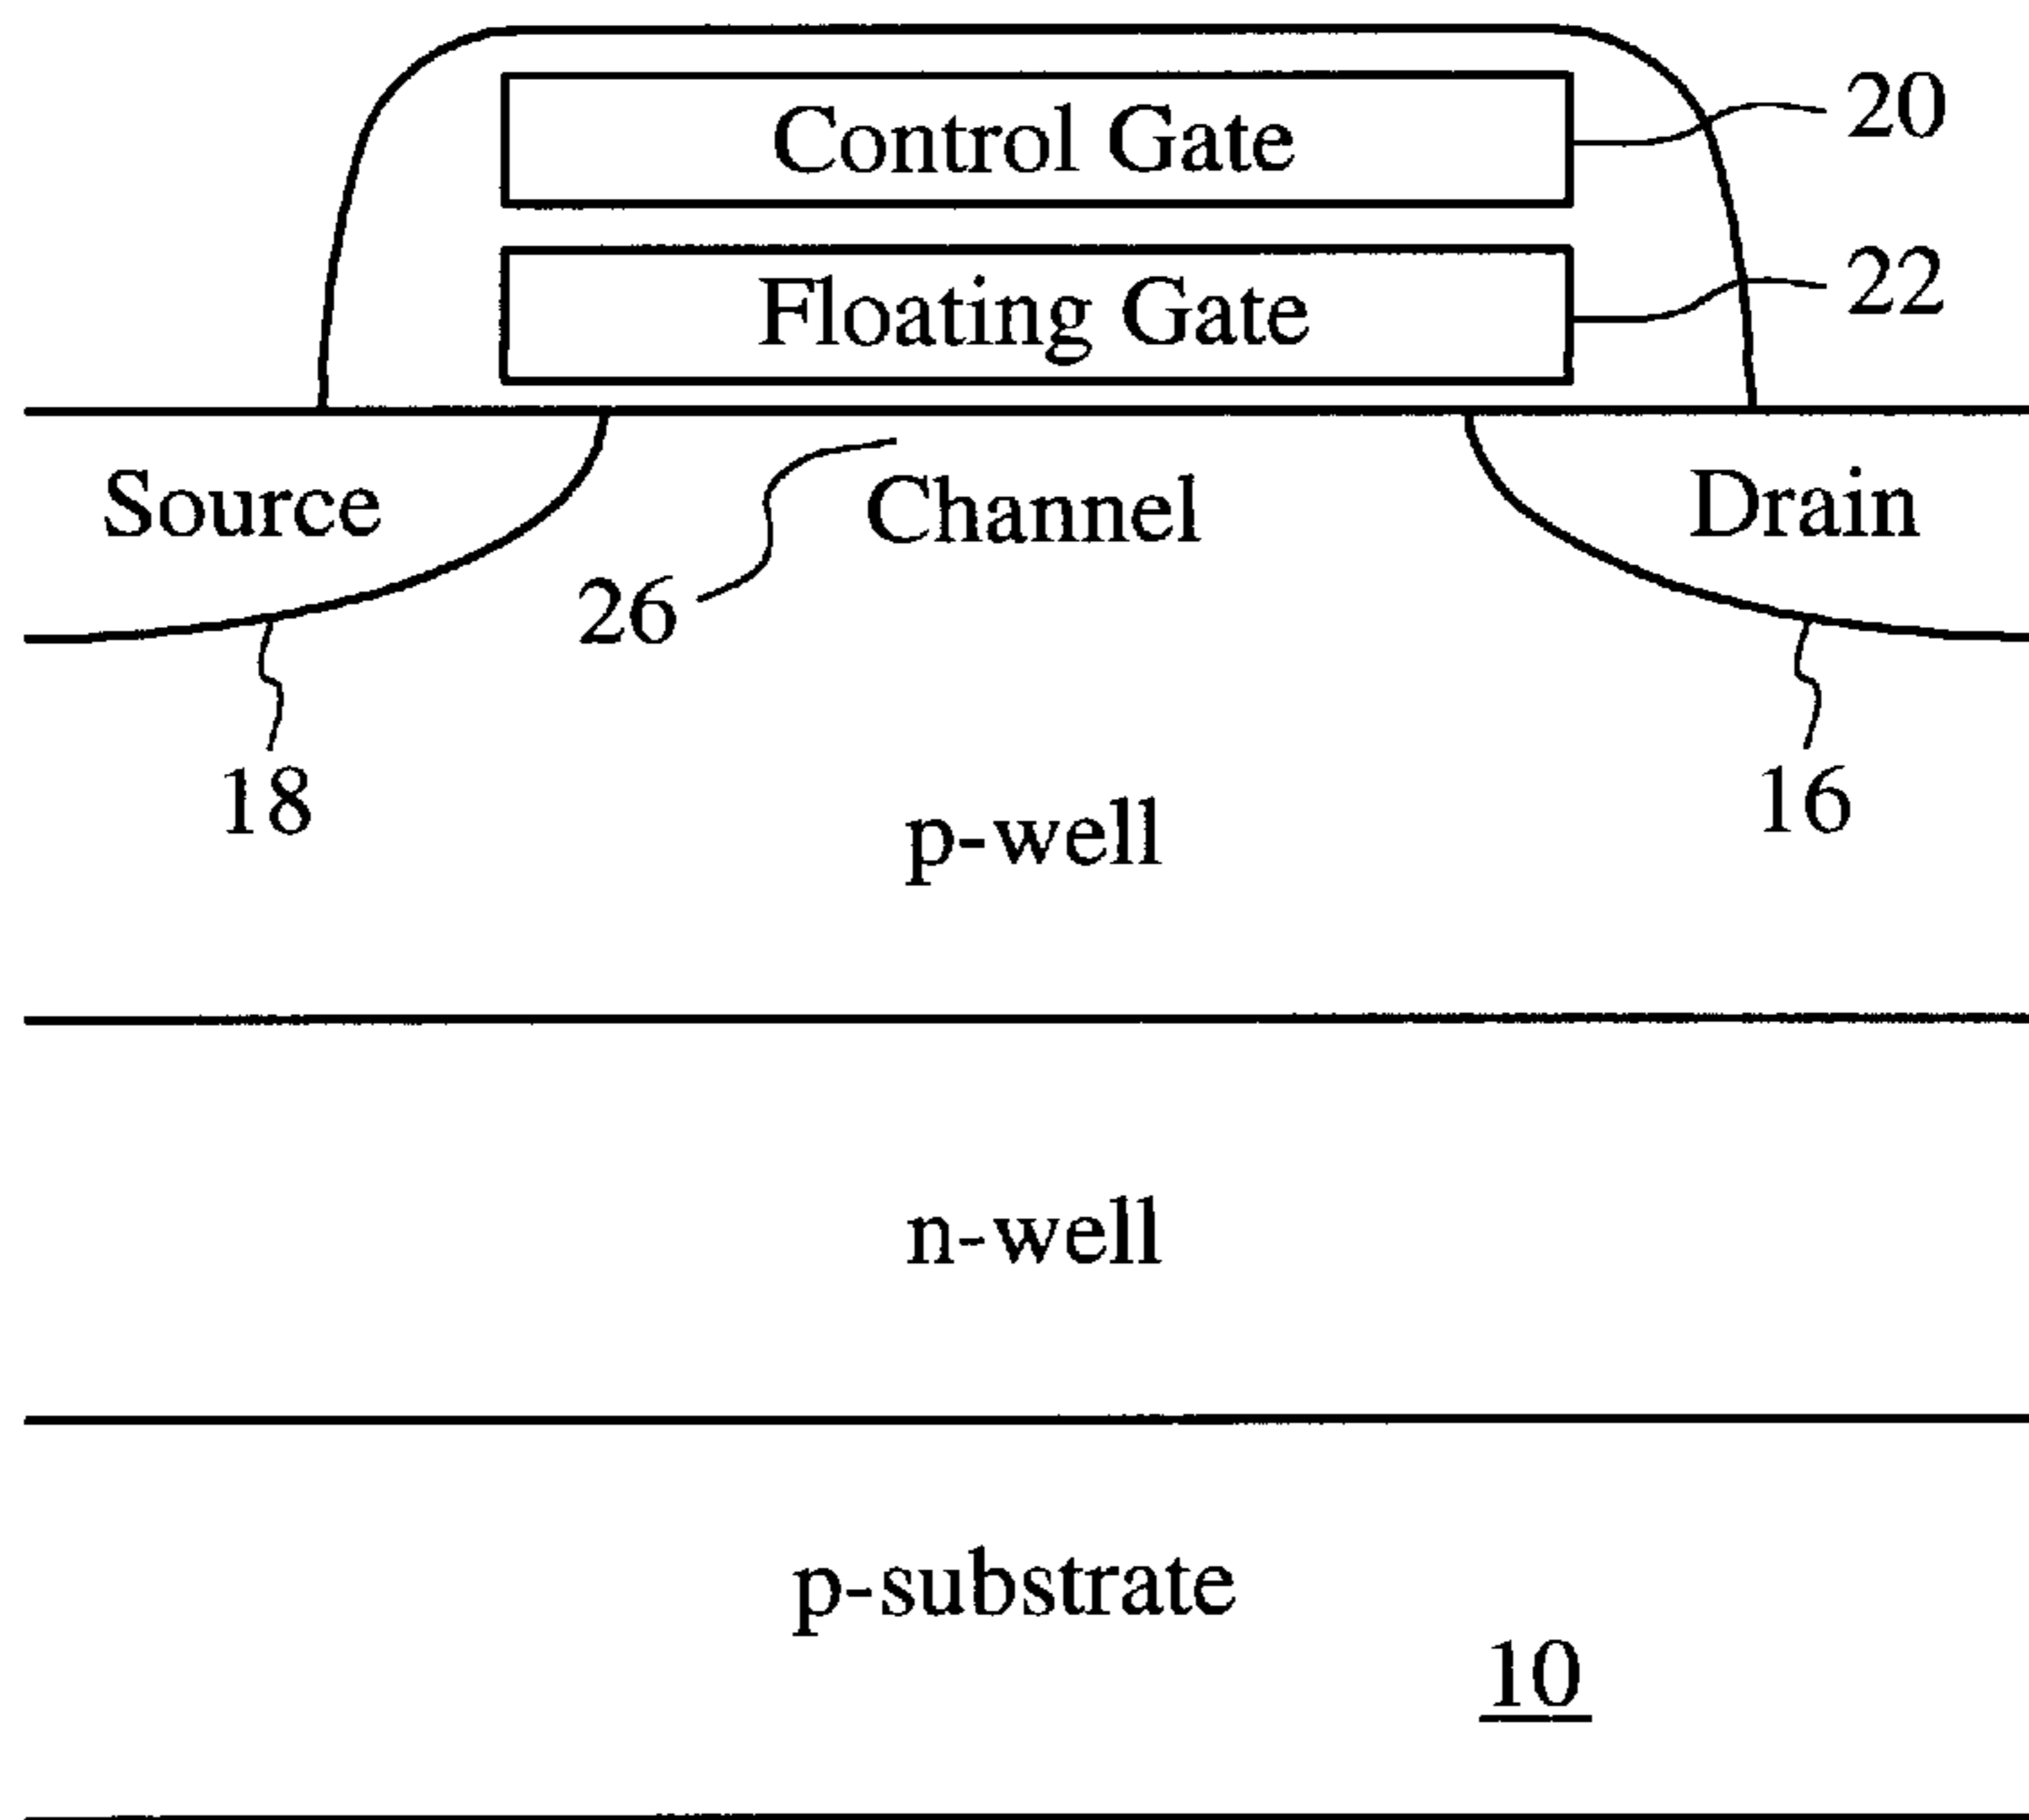 Control Gate
20
Floating Gate
22
Source
Channel
Drain
26
18
16
p-well
n-well
p-substrate
10